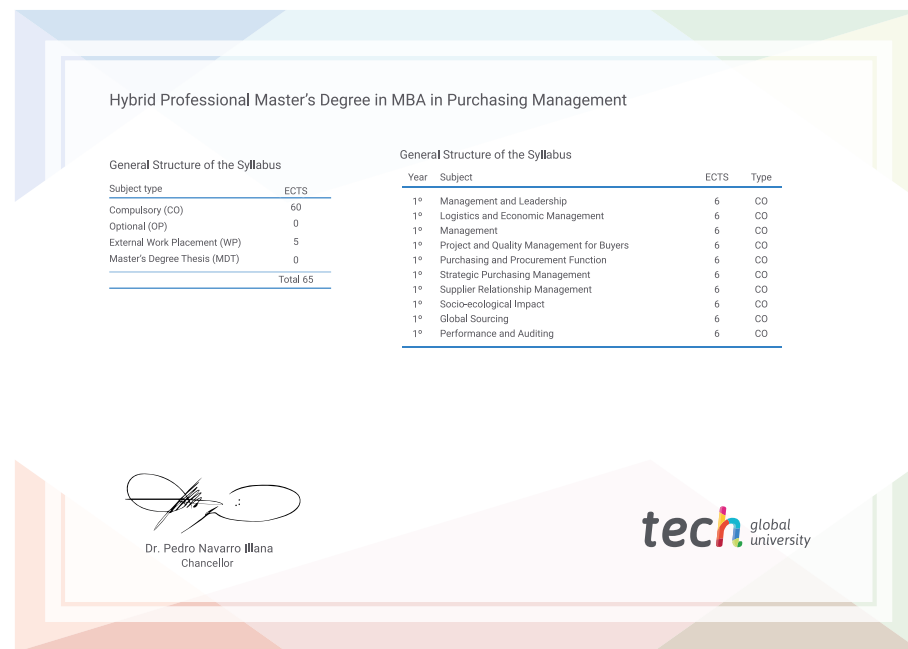 Hybrid Professional Master's Degree in MBA in Purchasing Management
General Structure of the Syllabus
Subject type ECTS
Compulsory (CO) 60
Optional (OP) 0
External Work Placement (WP) 5
Master's Degree Thesis (MDT) 0
Total 65
General Structure of the Syllabus
Year Subject ECTS Type
1º Management and Leadership 6 CO
1º Logistics and Economic Management 6 CO
1º Management 6 CO
1º Project and Quality Management for Buyers 6 CO
1º Purchasing and Procurement Function 6 CO
1º Strategic Purchasing Management 6 CO
1º Supplier Relationship Management 6 CO
1º Socio-ecological Impact 6 CO
1º Global Sourcing 6 CO
1º Performance and Auditing 6 CO
Dr. Pedro Navarro Illana
Chancellor
tech global
university